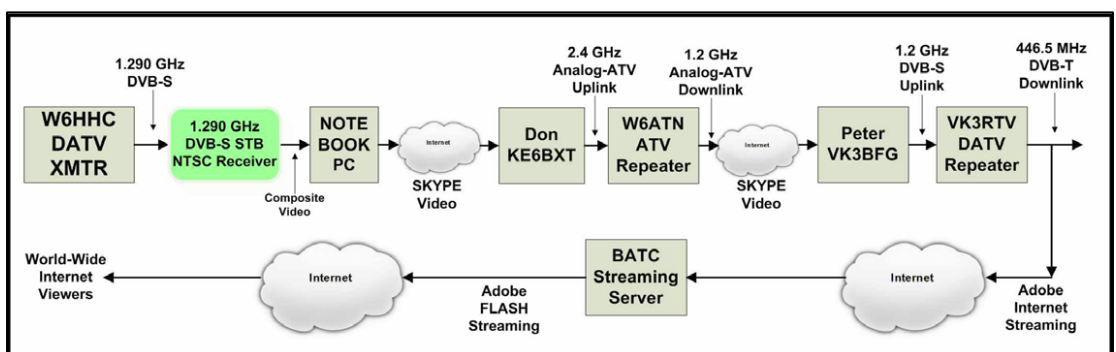 1.290 GHz
DVB-S
2.4 GHz
Analog-ATV
Uplink
1.2 GHz
Analog-ATV
Downlink
1.2 GHz
DVB-S
Uplink
446.5 MHz
DVB-T
Downlink
W6HHC
DATV
XMTR
1.290 GHz
DVB-S STB
NTSC Receiver
NOTE
BOOK
PC
Internet
Don
KE6BXT
W6ATN
ATV
Repeater
Internet
Peter
VK3BFG
VK3RTV
DATV
Repeater
Composite
Video
SKYPE
Video
SKYPE
Video
World-Wide
Internet
Viewers
Internet
Adobe
FLASH
Streaming
BATC
Streaming
Server
Internet
Adobe
Internet
Streaming